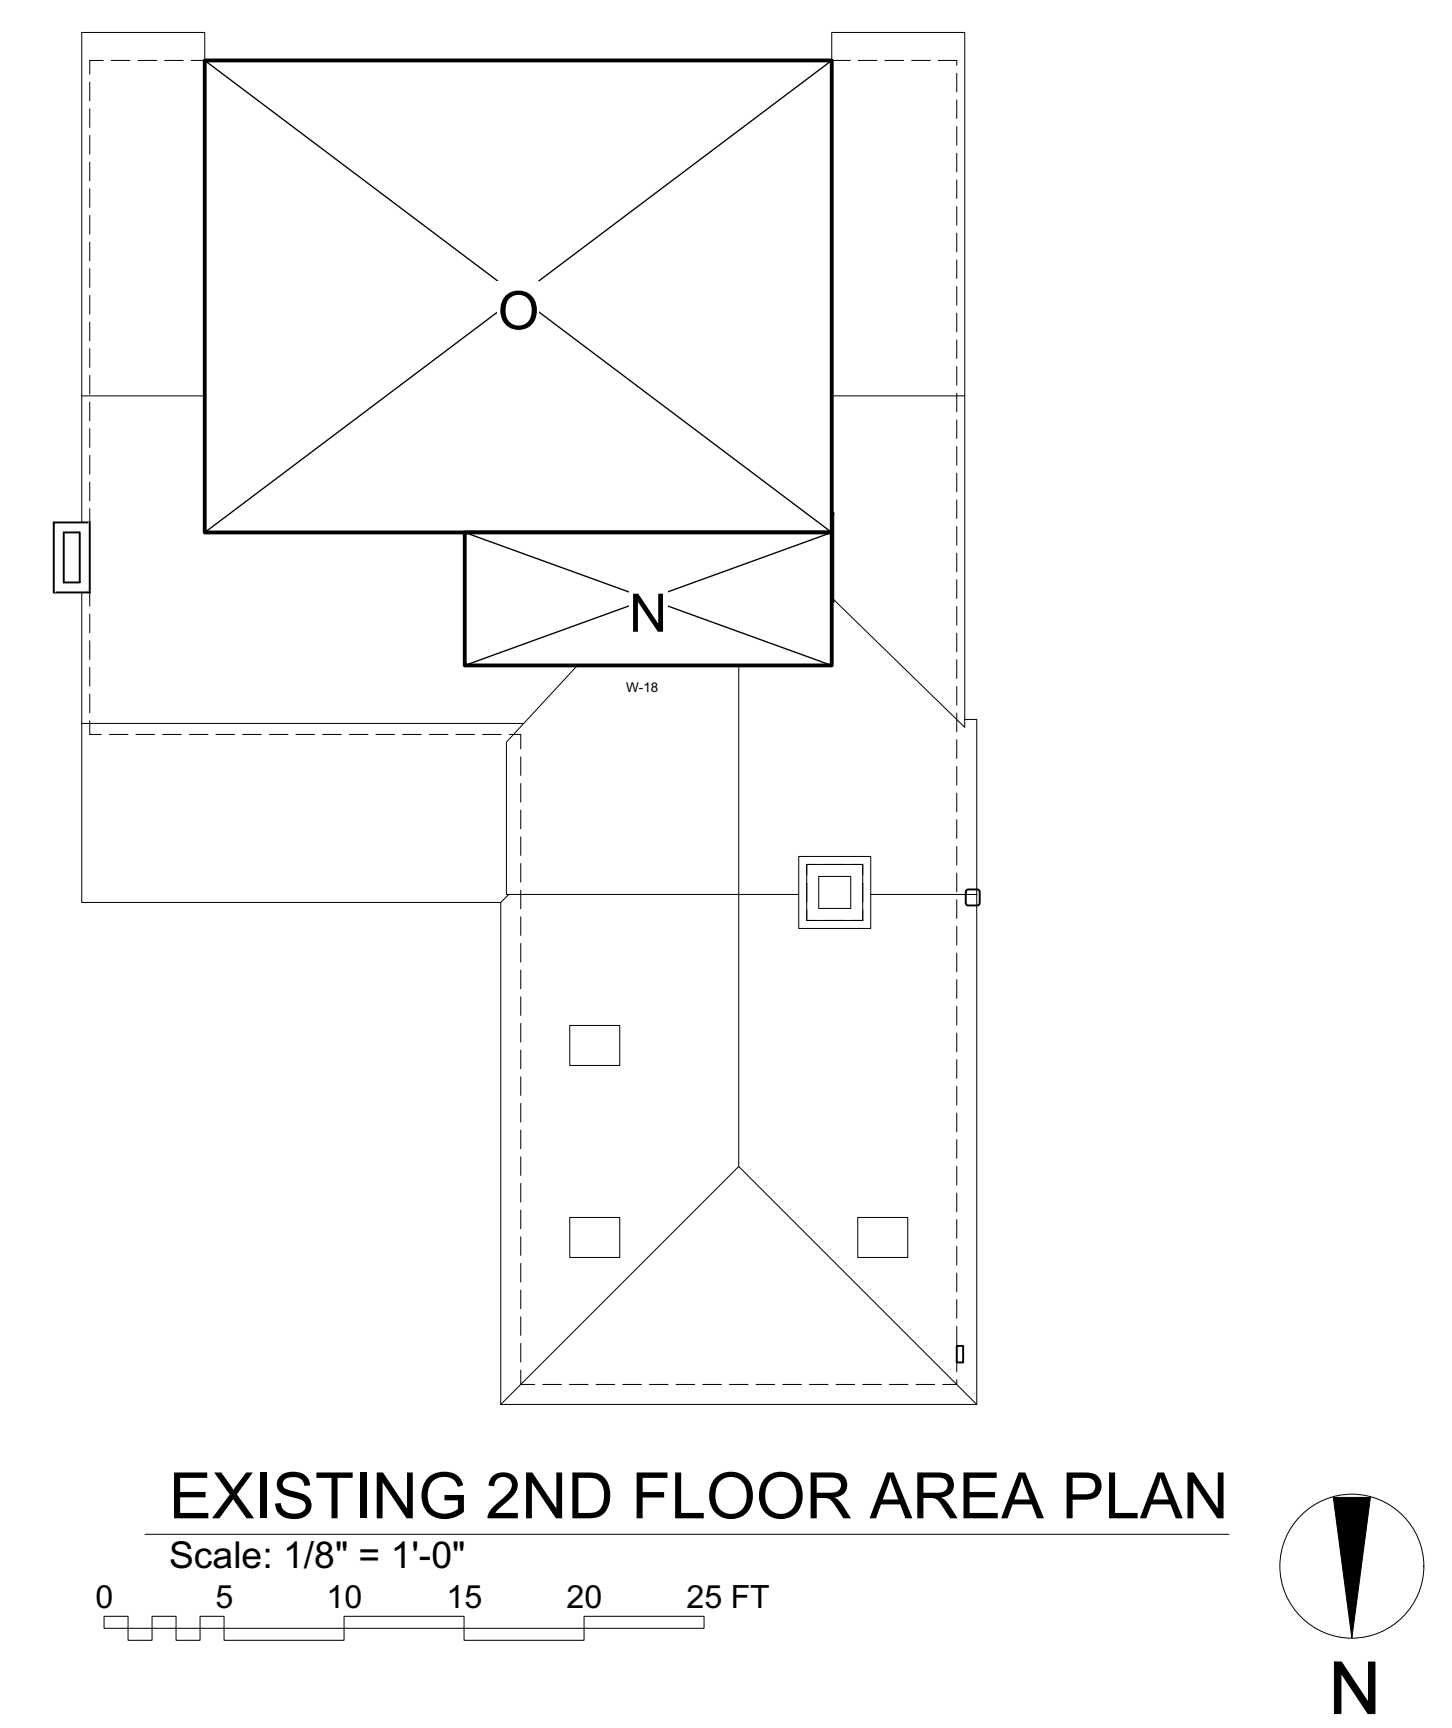 O
N
W-18
EXISTING 2ND FLOOR AREA PLAN
Scale: 1/8" = 1'-0"
0 5 10 15 20 25 FT
N